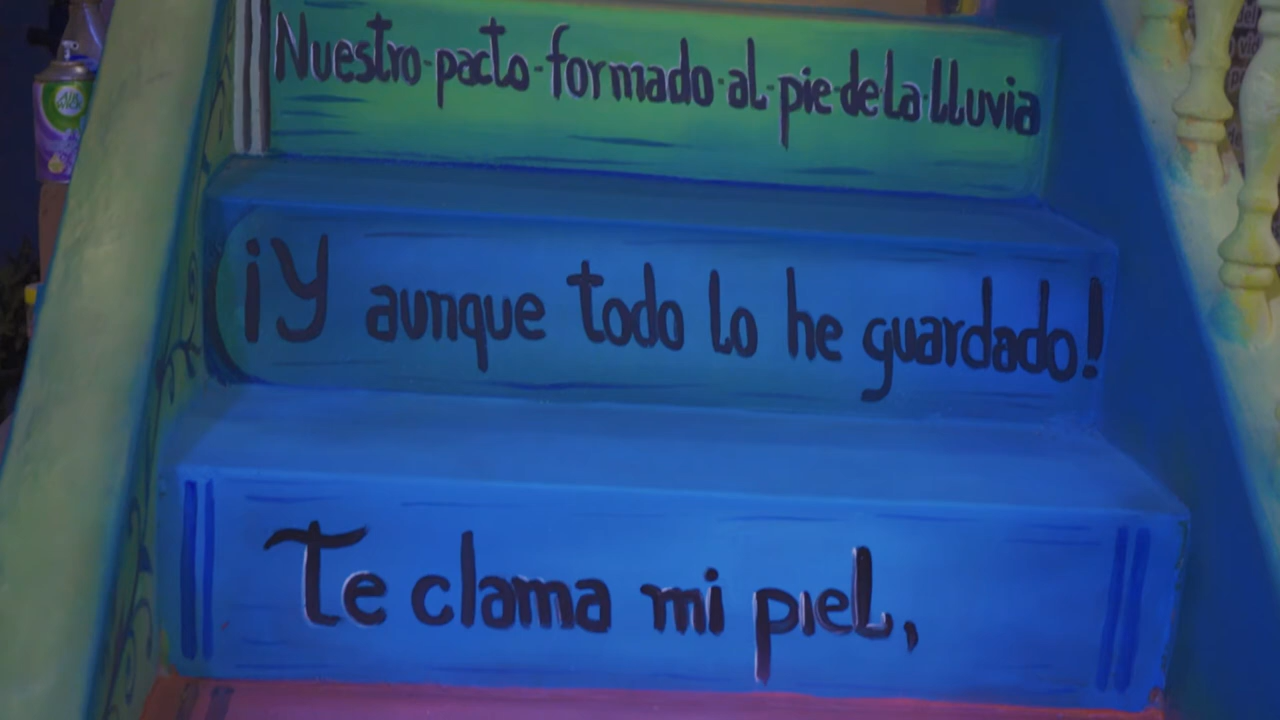 Nuestro-pacto-formado-al-pie-de-la-lluvia
¡Y aunque todo lo he guardado!
Te clama mi piel,